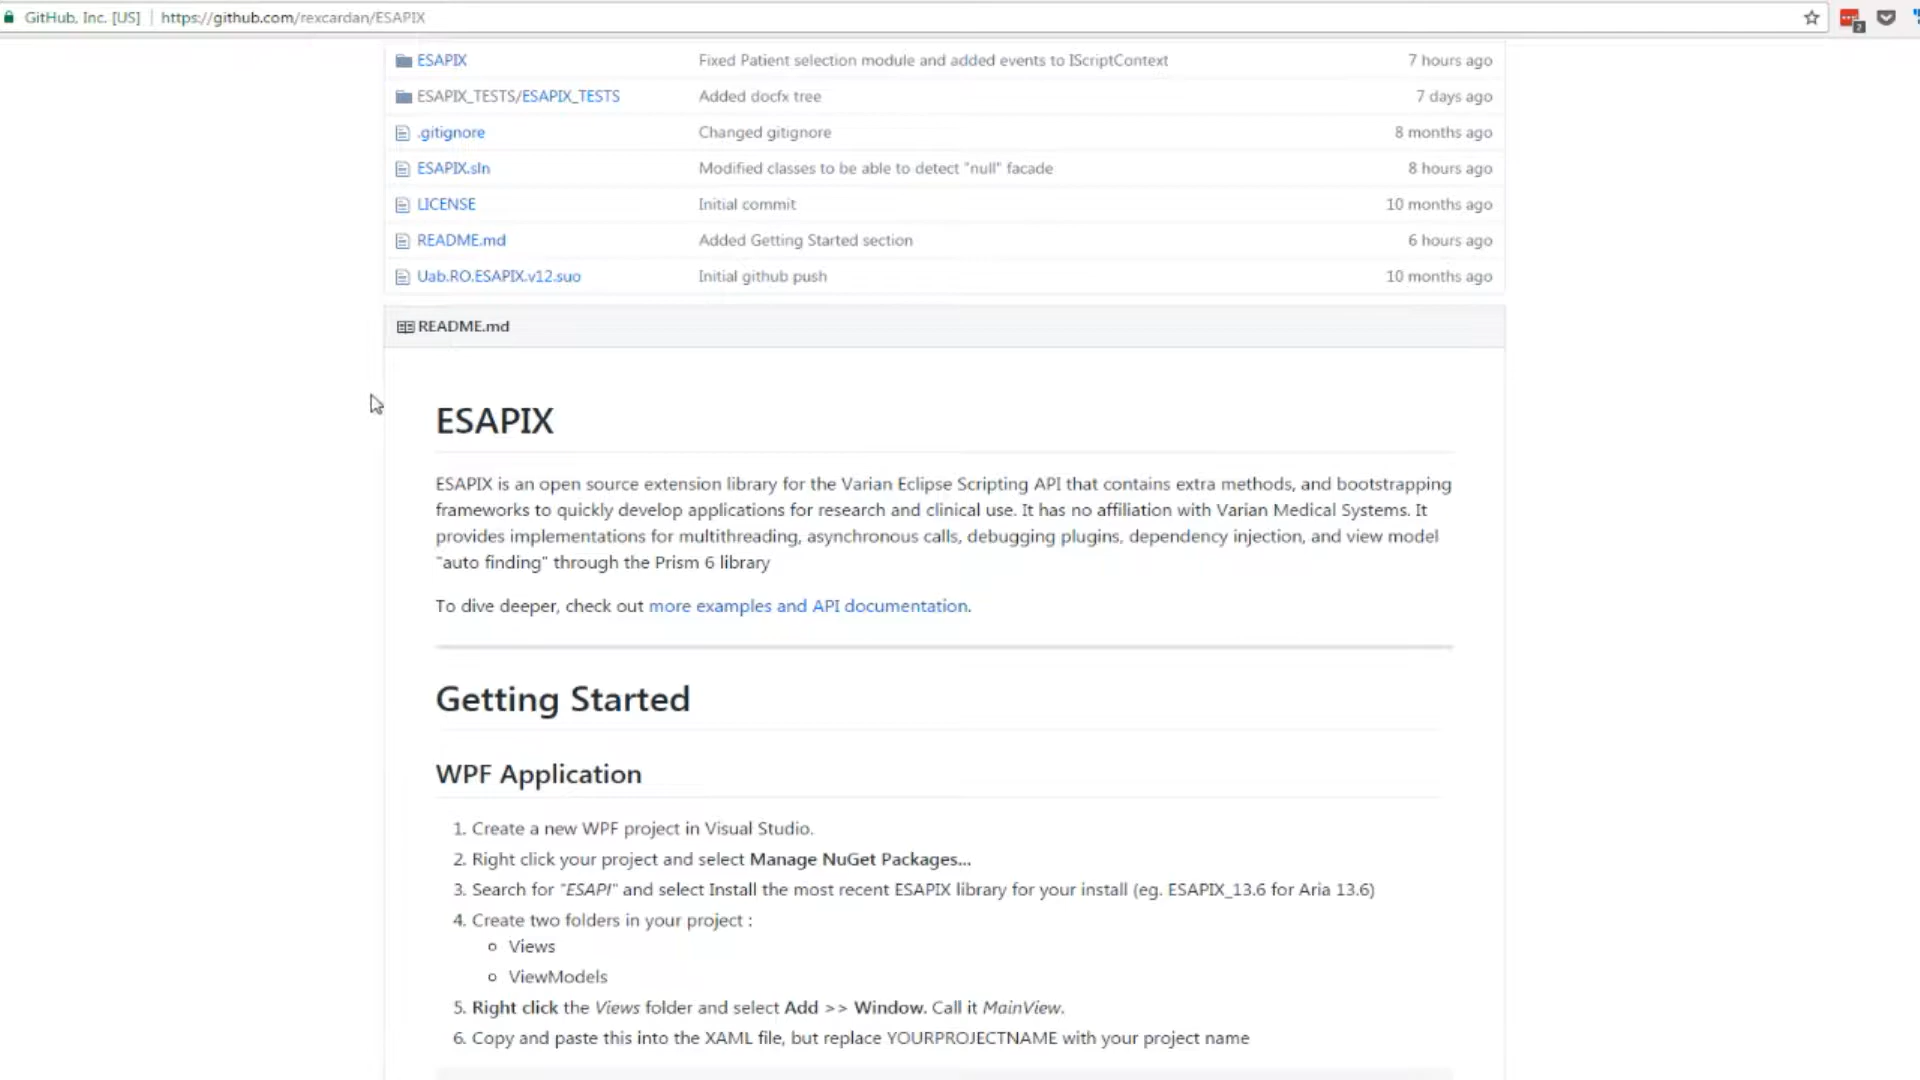 GitHub, Inc. [US] https://github.com/rexcardan/ESAPIX
2
ESAPIX Fixed Patient selection module and added events to IScriptContext 7 hours ago
ESAPIX_TESTS/ESAPIX_TESTS Added docfx tree 7 days ago
.gitignore Changed gitignore 8 months ago
ESAPIX.sln Modified classes to be able to detect "null" facade 8 hours ago
LICENSE Initial commit 10 months ago
README.md Added Getting Started section 6 hours ago
Uab.RO.ESAPIX.v12.suo Initial github push 10 months ago
README.md
ESAPIX
ESAPIX is an open source extension library for the Varian Eclipse Scripting API that contains extra methods, and bootstrapping
frameworks to quickly develop applications for research and clinical use. It has no affiliation with Varian Medical Systems. It
provides implementations for multithreading, asynchronous calls, debugging plugins, dependency injection, and view model
"auto finding" through the Prism 6 library
To dive deeper, check out more examples and API documentation.
Getting Started
WPF Application
1. Create a new WPF project in Visual Studio.
2. Right click your project and select Manage NuGet Packages...
3. Search for "ESAPI" and select Install the most recent ESAPIX library for your install (eg. ESAPIX_13.6 for Aria 13.6)
4. Create two folders in your project :
Views
ViewModels
5. Right click the Views folder and select Add >> Window. Call it MainView.
6. Copy and paste this into the XAML file, but replace YOURPROJECTNAME with your project name